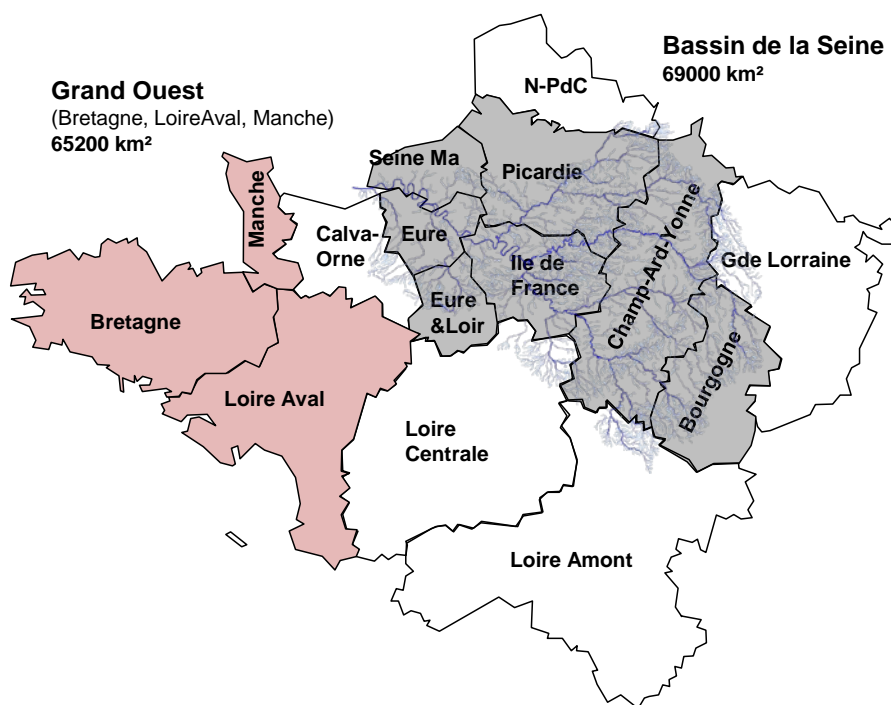 Bassin de la Seine
69000 km²
N-PdC
Grand Ouest
(Bretagne, LoireAval, Manche)
65200 km²
Seine Ma
Picardie
Manche
Calva-
Orne
Eure
Ile de
France
Champ-Ard-Yonne
Gde Lorraine
Eure
&Loir
Bretagne
Bourgogne
Loire Aval
Loire
Centrale
Loire Amont